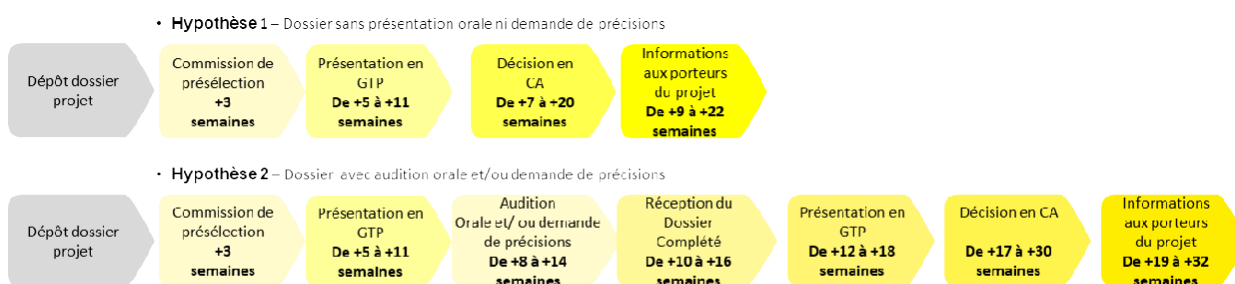 • Hypothèse 1 – Dossier sans présentation orale ni demande de précisions
Dépôt dossier
projet
Commission de
présélection
+3
semaines
Présentation en
GTP
De +5 à +11
semaines
Décision en
CA
De +7 à +20
semaines
Informations
aux porteurs
du projet
De +9 à +22
semaines
• Hypothèse 2 – Dossier avec audition orale et/ou demande de précisions
Dépôt dossier
projet
Commission de
présélection
+3
semaines
Présentation en
GTP
De +5 à +11
semaines
Audition
Orale et/ ou demande
de précisions
De +8 à +14
semaines
Réception du
Dossier
Complété
De +10 à +16
semaines
Présentation en
GTP
De +12 à +18
semaines
Décision en CA
De +17 à +30
semaines
Informations
aux porteurs
du projet
De +19 à +32
semaines